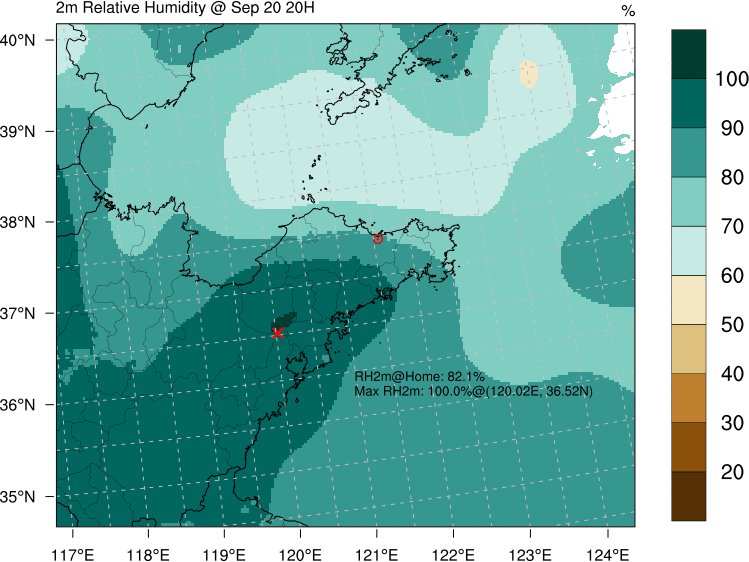 2m Relative Humidity @ Sep 20 20H
%
40°N
39°N
38°N
37°N
36°N
35°N
RH2m@Home: 82.1%
Max RH2m: 100.0%@(120.02E, 36.52N)
117°E 118°E 119°E 120°E 121°E 122°E 123°E 124°E
100
90
80
70
60
50
40
30
20